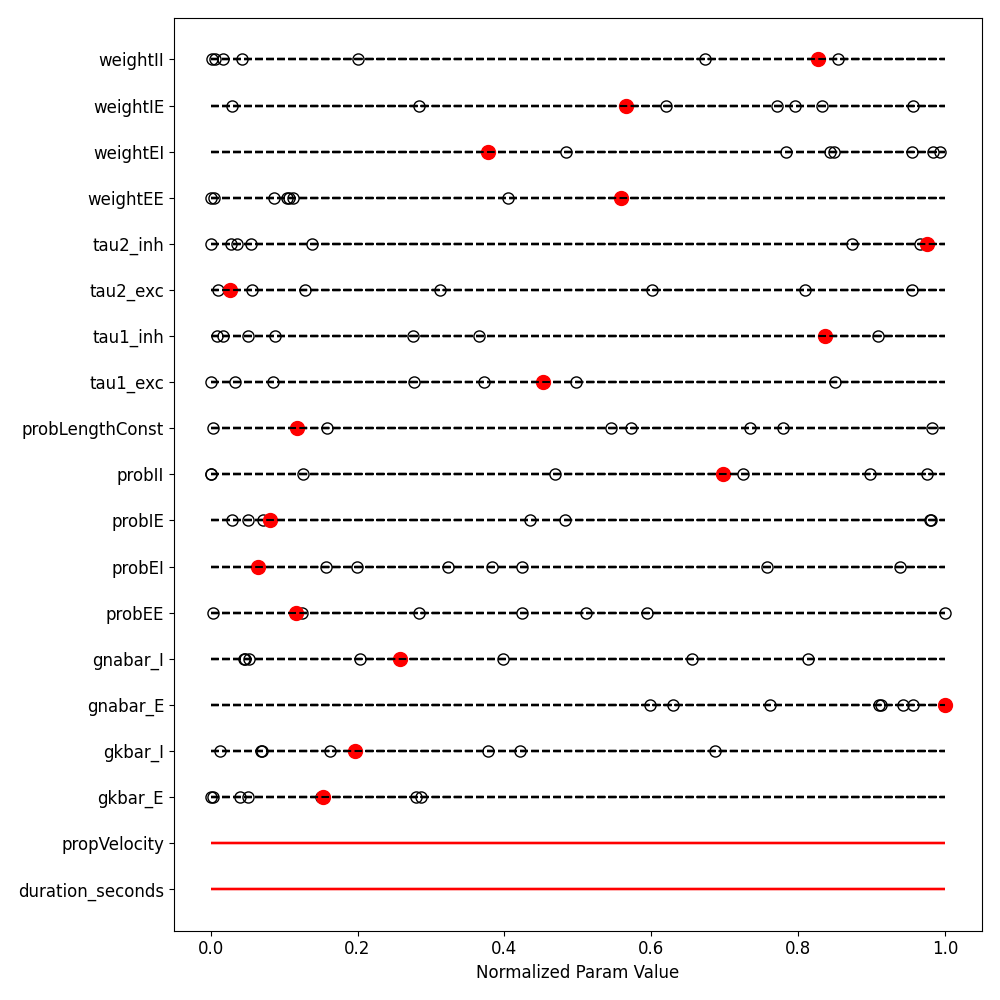 weightII
weightIE
weightEI
weightEE
tau2_inh
tau2_exc
tau1_inh
tau1_exc
probLengthConst
probII
probIE
probEI
probEE
gnabar_I
gnabar_E
gkbar_I
gkbar_E
propVelocity
duration_seconds
0.0 0.2 0.4 0.6 0.8 1.0
Normalized Param Value